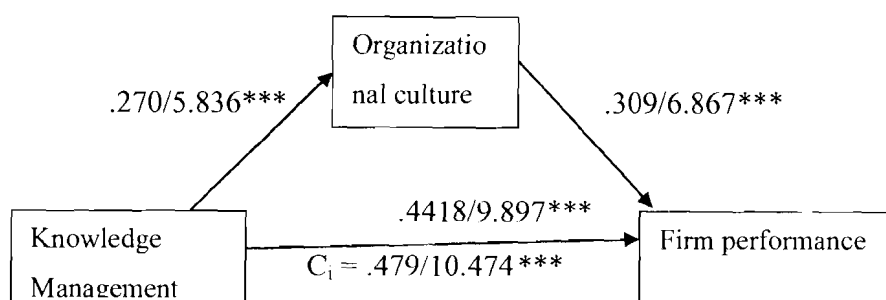 Organizatio
nal culture
.270/5.836***
.309/6.867***
.4418/9.897***
Knowledge
Management
Firm performance
Cᵢ = .479/10.474***